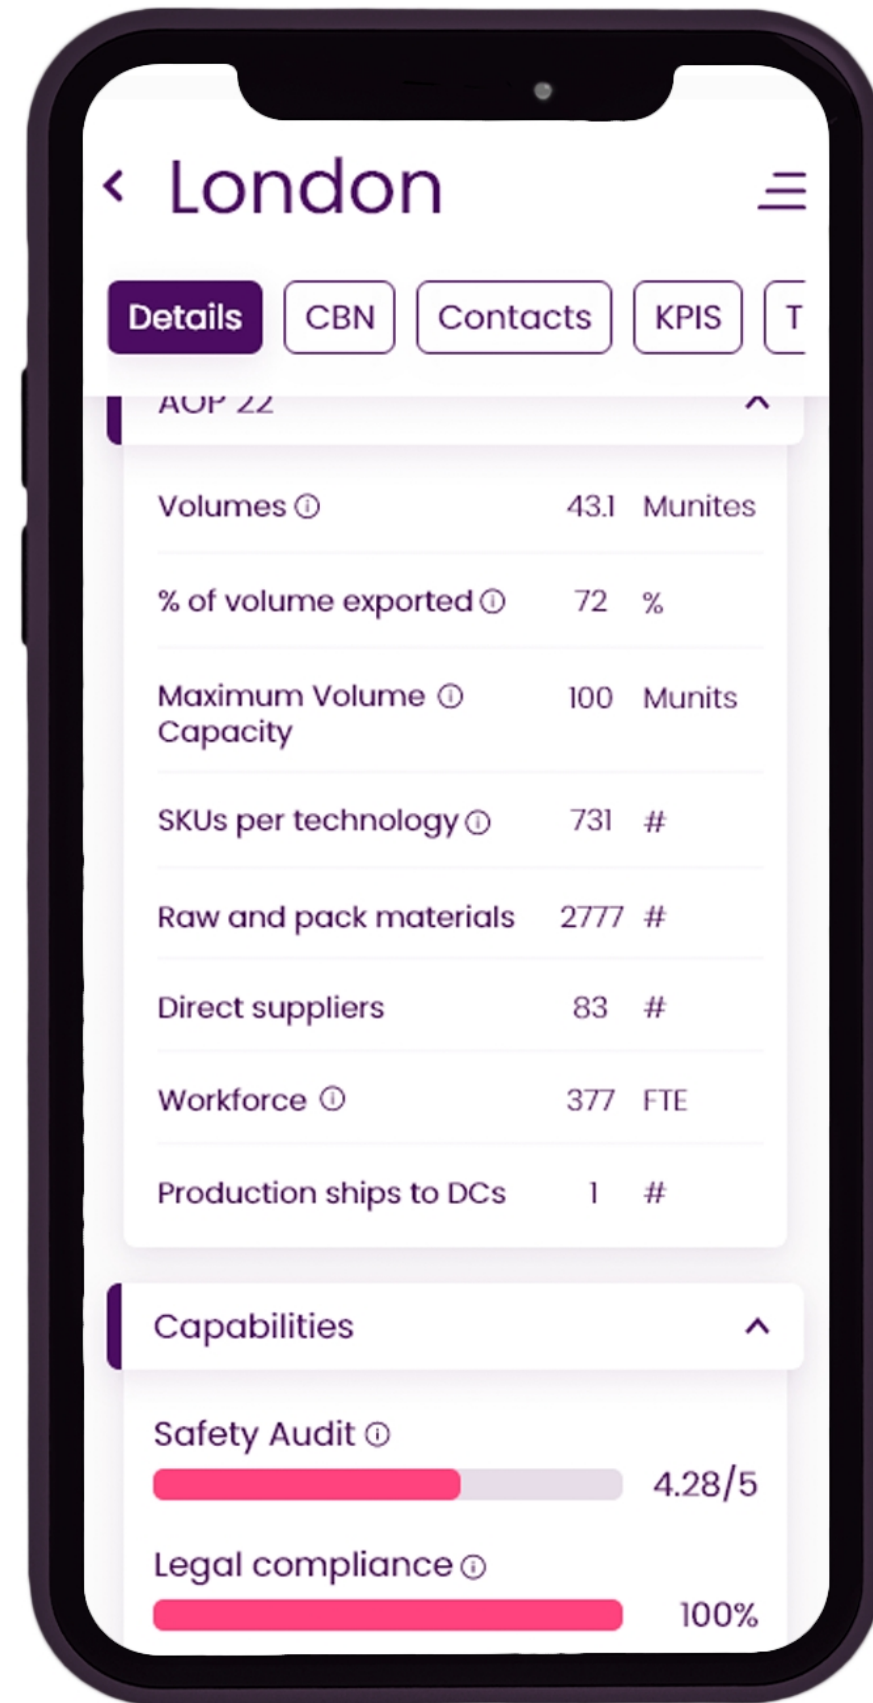 London
Details CBN Contacts KPIS T
AOP 22
Volumes 43.1 Munites
% of volume exported 72 %
Maximum Volume 100 Munits
Capacity
SKUs per technology 731 #
Raw and pack materials 2777 #
Direct suppliers 83 #
Workforce 377 FTE
Production ships to DCs 1 #
Capabilities
Safety Audit
4.28/5
Legal compliance
100%